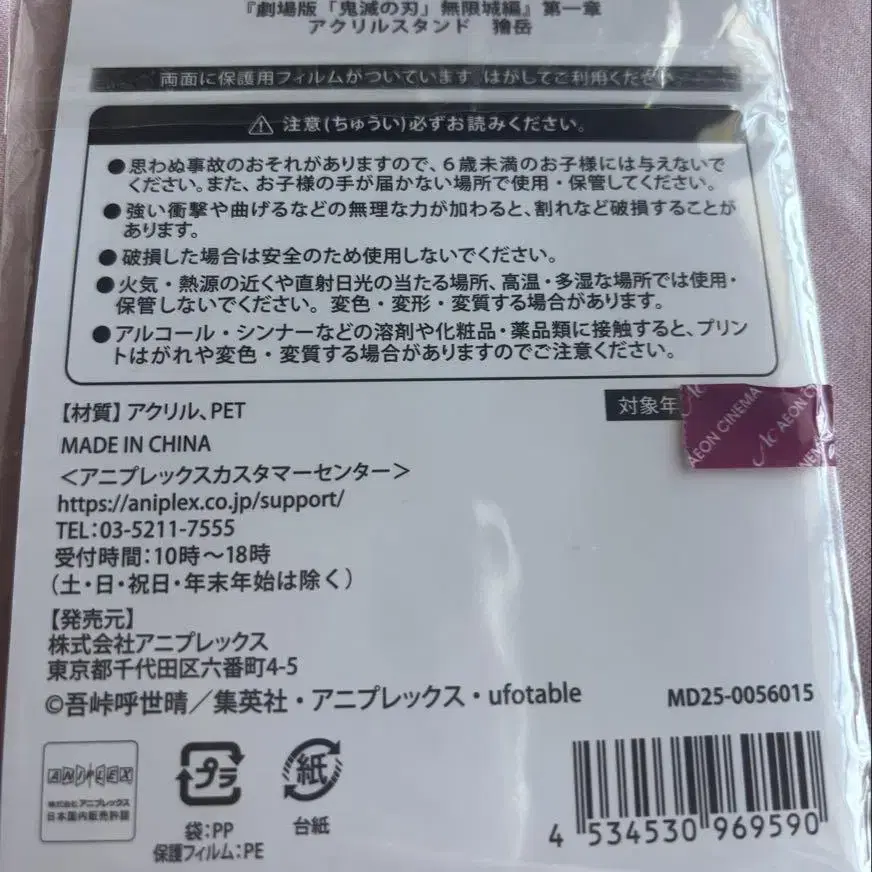 『劇場版「鬼滅の刃」無限城編』第一章
アクリルスタンド 獪岳
両面に保護用フィルムがついています。はがしてご利用ください。
注意(ちゅうい)必ずお読みください。
●思わぬ事故のおそれがありますので、6歳未満のお子様には与えないで
ください。また、お子様の手が届かない場所で使用・保管してください。
●強い衝撃や曲げるなどの無理な力が加わると、割れなど破損することが
あります。
●破損した場合は安全のため使用しないでください。
●火気・熱源の近くや直射日光の当たる場所、高温・多湿な場所では使用・
保管しないでください。変色・変形・変質する場合があります。
●アルコール・シンナーなどの溶剤や化粧品・薬品類に接触すると、プリン
トはがれや変色・変質する場合がありますのでご注意ください。
【材質】アクリル、PET
対象年
AEON CINEMA
AEON CINEMA
MADE IN CHINA
<アニプレックスカスタマーセンター>
https://aniplex.co.jp/support/
TEL:03-5211-7555
受付時間:10時～18時
(土・日・祝日・年末年始は除く)
【発売元】
株式会社アニプレックス
東京都千代田区六番町4-5
©吾峠呼世晴／集英社・アニプレックス・ufotable
MD25-0056015
ANIPLEX
株式会社アニプレックス
日本国内販売許諾
プラ
袋:PP
保護フィルム:PE
紙
台紙
4 534530 969590